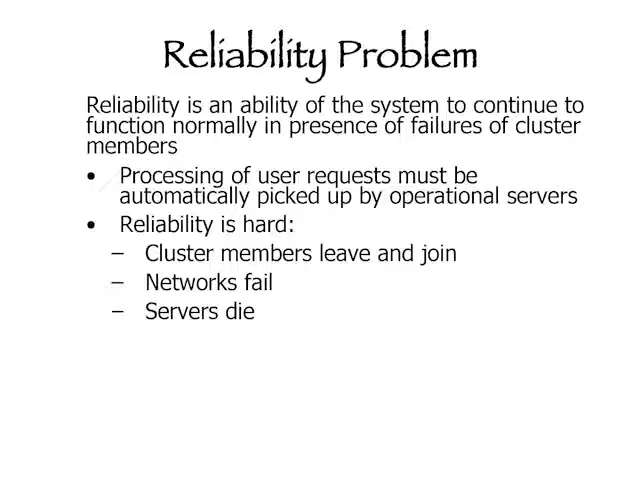 Reliability Problem
Reliability is an ability of the system to continue to
function normally in presence of failures of cluster
members
• Processing of user requests must be
automatically picked up by operational servers
• Reliability is hard:
– Cluster members leave and join
– Networks fail
– Servers die